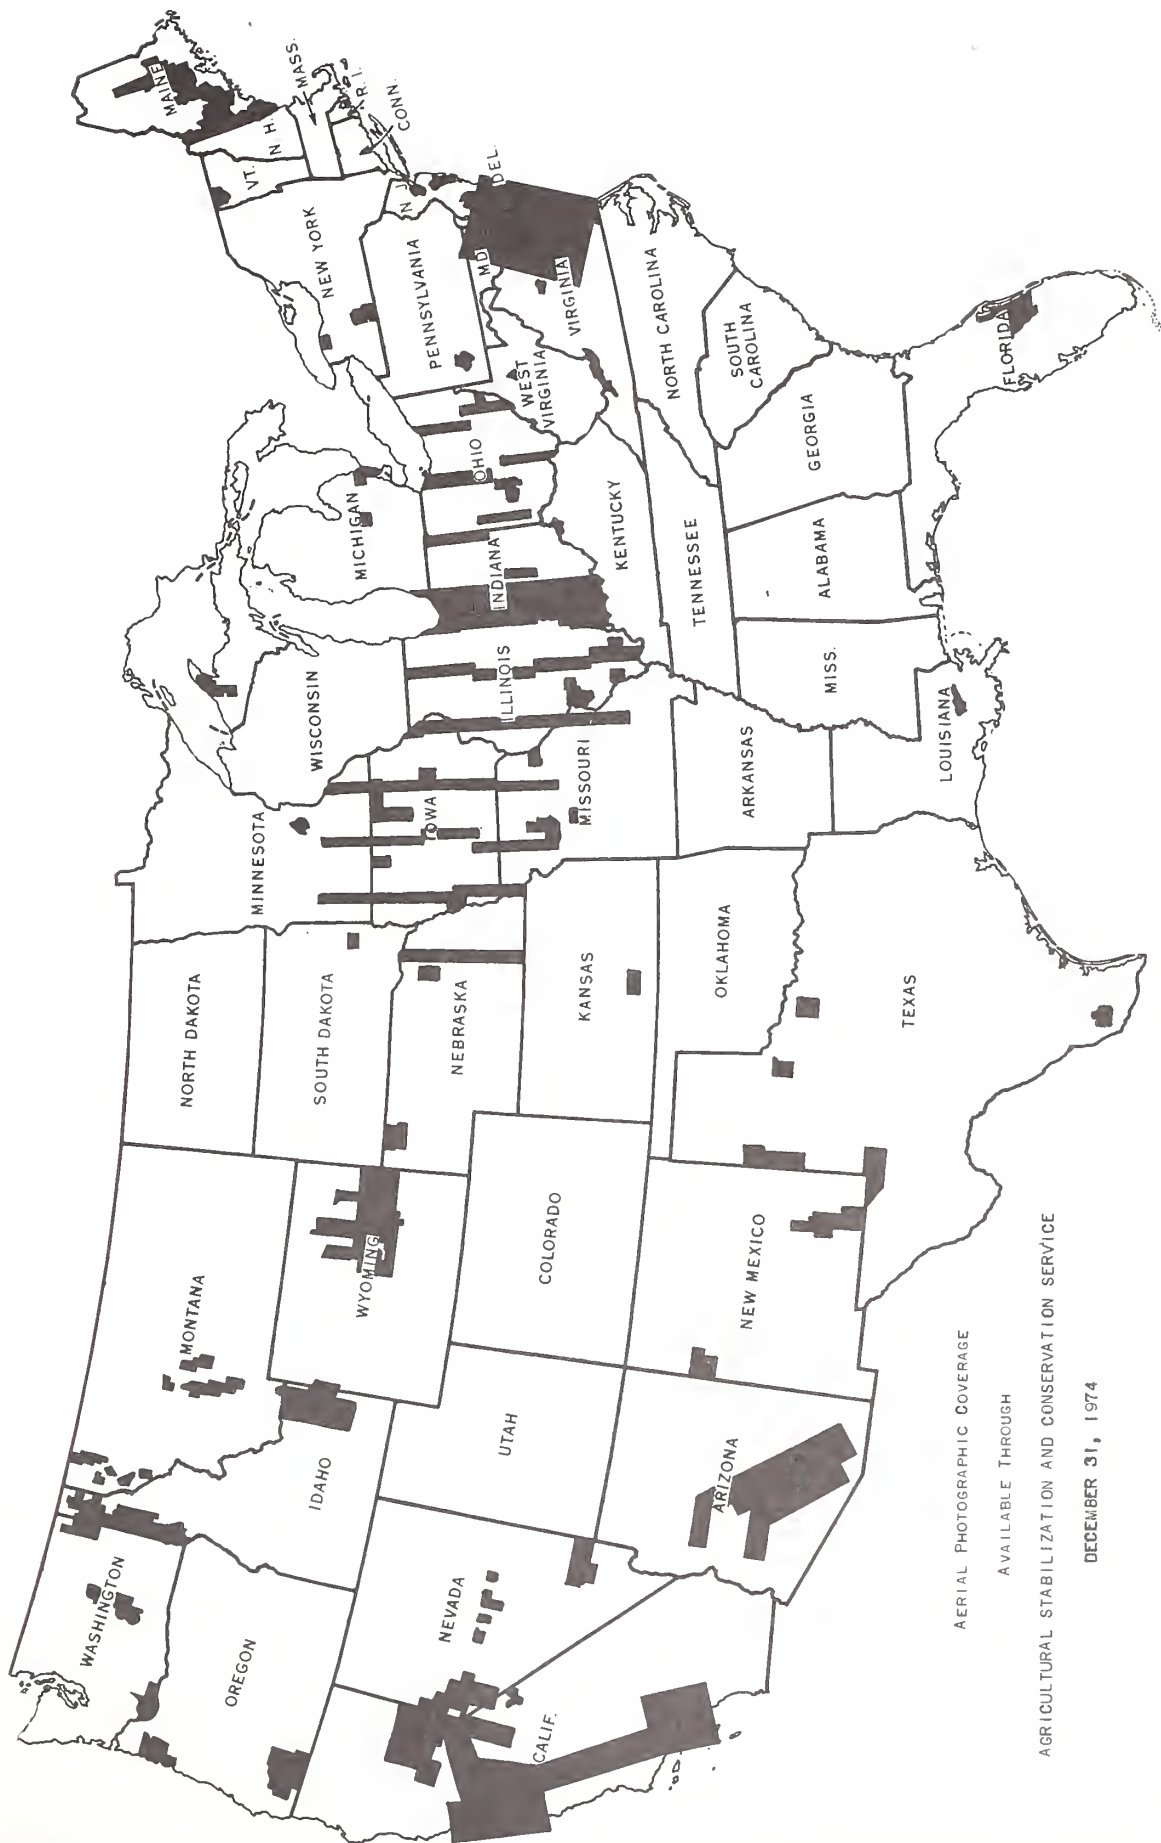 WASHINGTON
OREGON
CALIF.
NEVADA
IDAHO
MONTANA
WYOMING
UTAH
ARIZONA
COLORADO
NEW MEXICO
NORTH DAKOTA
SOUTH DAKOTA
NEBRASKA
KANSAS
OKLAHOMA
TEXAS
MINNESOTA
IOWA
MISSOURI
ARKANSAS
LOUISIANA
WISCONSIN
ILLINOIS
MICHIGAN
INDIANA
OHIO
KENTUCKY
TENNESSEE
MISS.
ALABAMA
GEORGIA
FLORIDA
SOUTH
CAROLINA
NORTH CAROLINA
VIRGINIA
WEST
VIRGINIA
PENNSYLVANIA
NEW YORK
VT.
N. H.
MAINE
MASS.
R. I.
CONN.
N J
DEL.
MD
AERIAL PHOTOGRAPHIC COVERAGE
AVAILABLE THROUGH
AGRICULTURAL STABILIZATION AND CONSERVATION SERVICE
DECEMBER 31, 1974